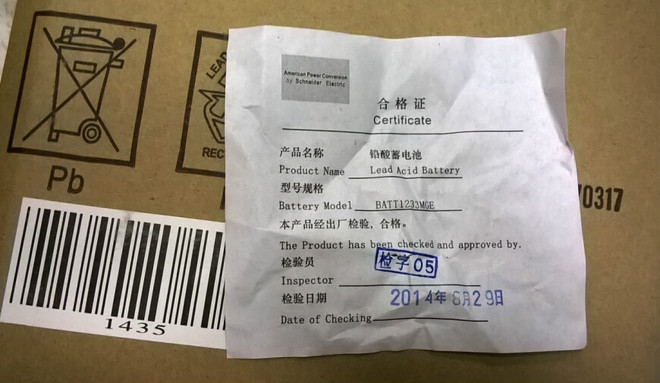 American Power Conversion
by Schneider Electric
合格证
Certificate
产品名称 铅酸蓄电池
Product Name Lead Acid Battery
型号规格
Battery Model BATT1233MGE
本产品经出厂检验，合格。
The Product has been checked and approved by.
检验员 检字05
Inspector
检验日期 2014年8月29日
Date of Checking
Pb
LEAD
REC
0317
1435